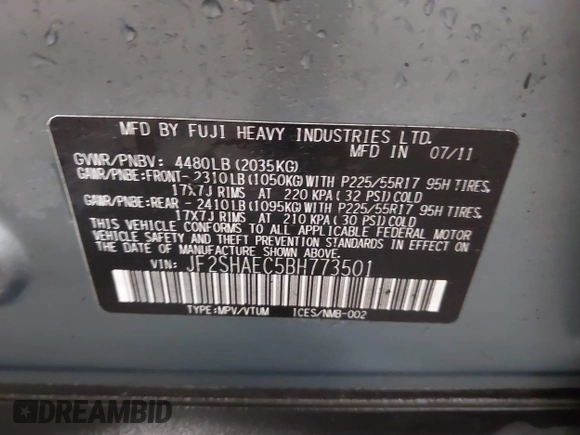 MFD BY FUJI HEAVY INDUSTRIES LTD.
MFD IN 07/11
GVWR/PNBV: 4480LB (2035KG)
GAWR/PNBE:FRONT- 2310LB(1050KG)WITH P225/55R17 95H TIRES,
17X7J RIMS AT 220 KPA ( 32 PSI) COLD
GAWR/PNBE:REAR - 2410LB(1095KG)WITH P225/55R17 95H TIRES,
17X7J RIMS AT 210 KPA (30 PSI) COLD
THIS VEHICLE CONFORMS TO ALL APPLICABLE FEDERAL MOTOR
VEHICLE SAFETY AND THEFT PREVENTION STANDARDS IN EFFECT
ON THE DATE OF MANUFACTURE SHOWN ABOVE.
VIN: JF2SHAEC5BH773501
TYPE:MPV/VTUM ICES/NMB-002
DREAMBID